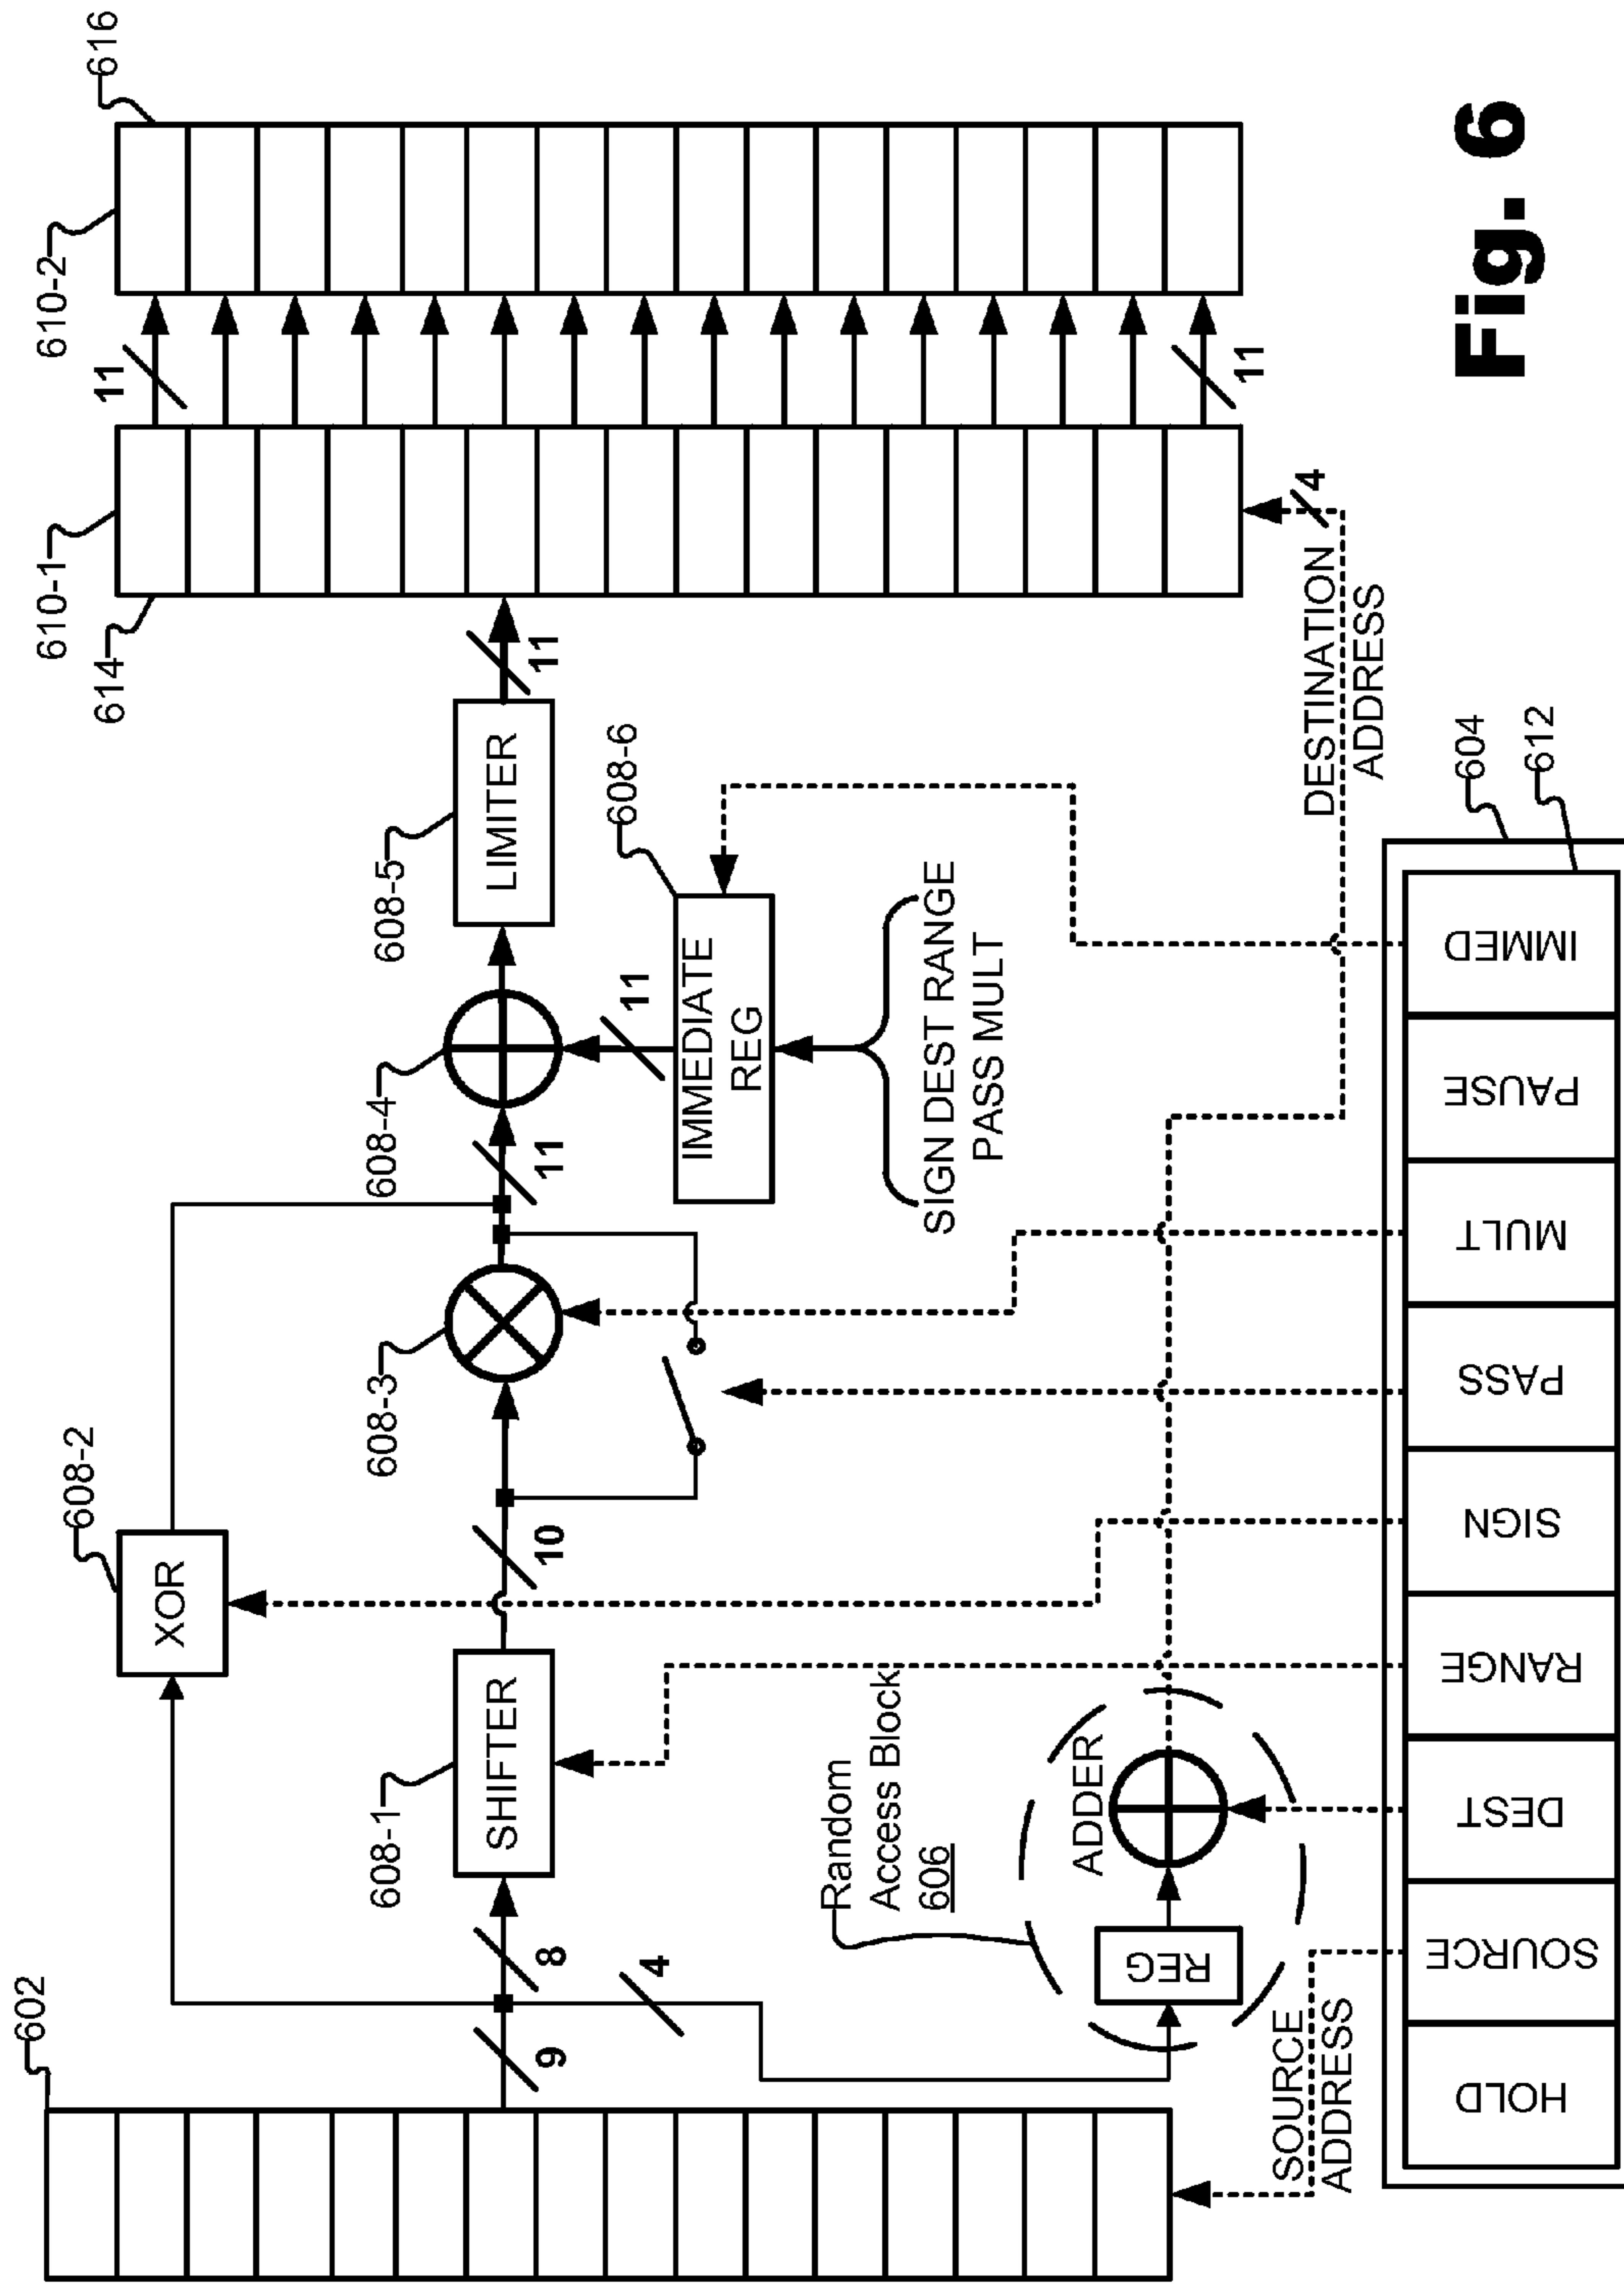 602
9
8
4
XOR
608-2
SHIFTER
608-1
10
608-3
11
608-4
LIMITER
608-5
11
IMMEDIATE
REG
608-6
11
SIGN DEST RANGE
PASS MULT
614
610-1
11
11
610-2
616
Random
Access Block
606
REG
ADDER
SOURCE
ADDRESS
DESTINATION
ADDRESS
4
HOLD
SOURCE
DEST
RANGE
SIGN
PASS
MULT
PAUSE
IMMED
604
612
Fig. 6